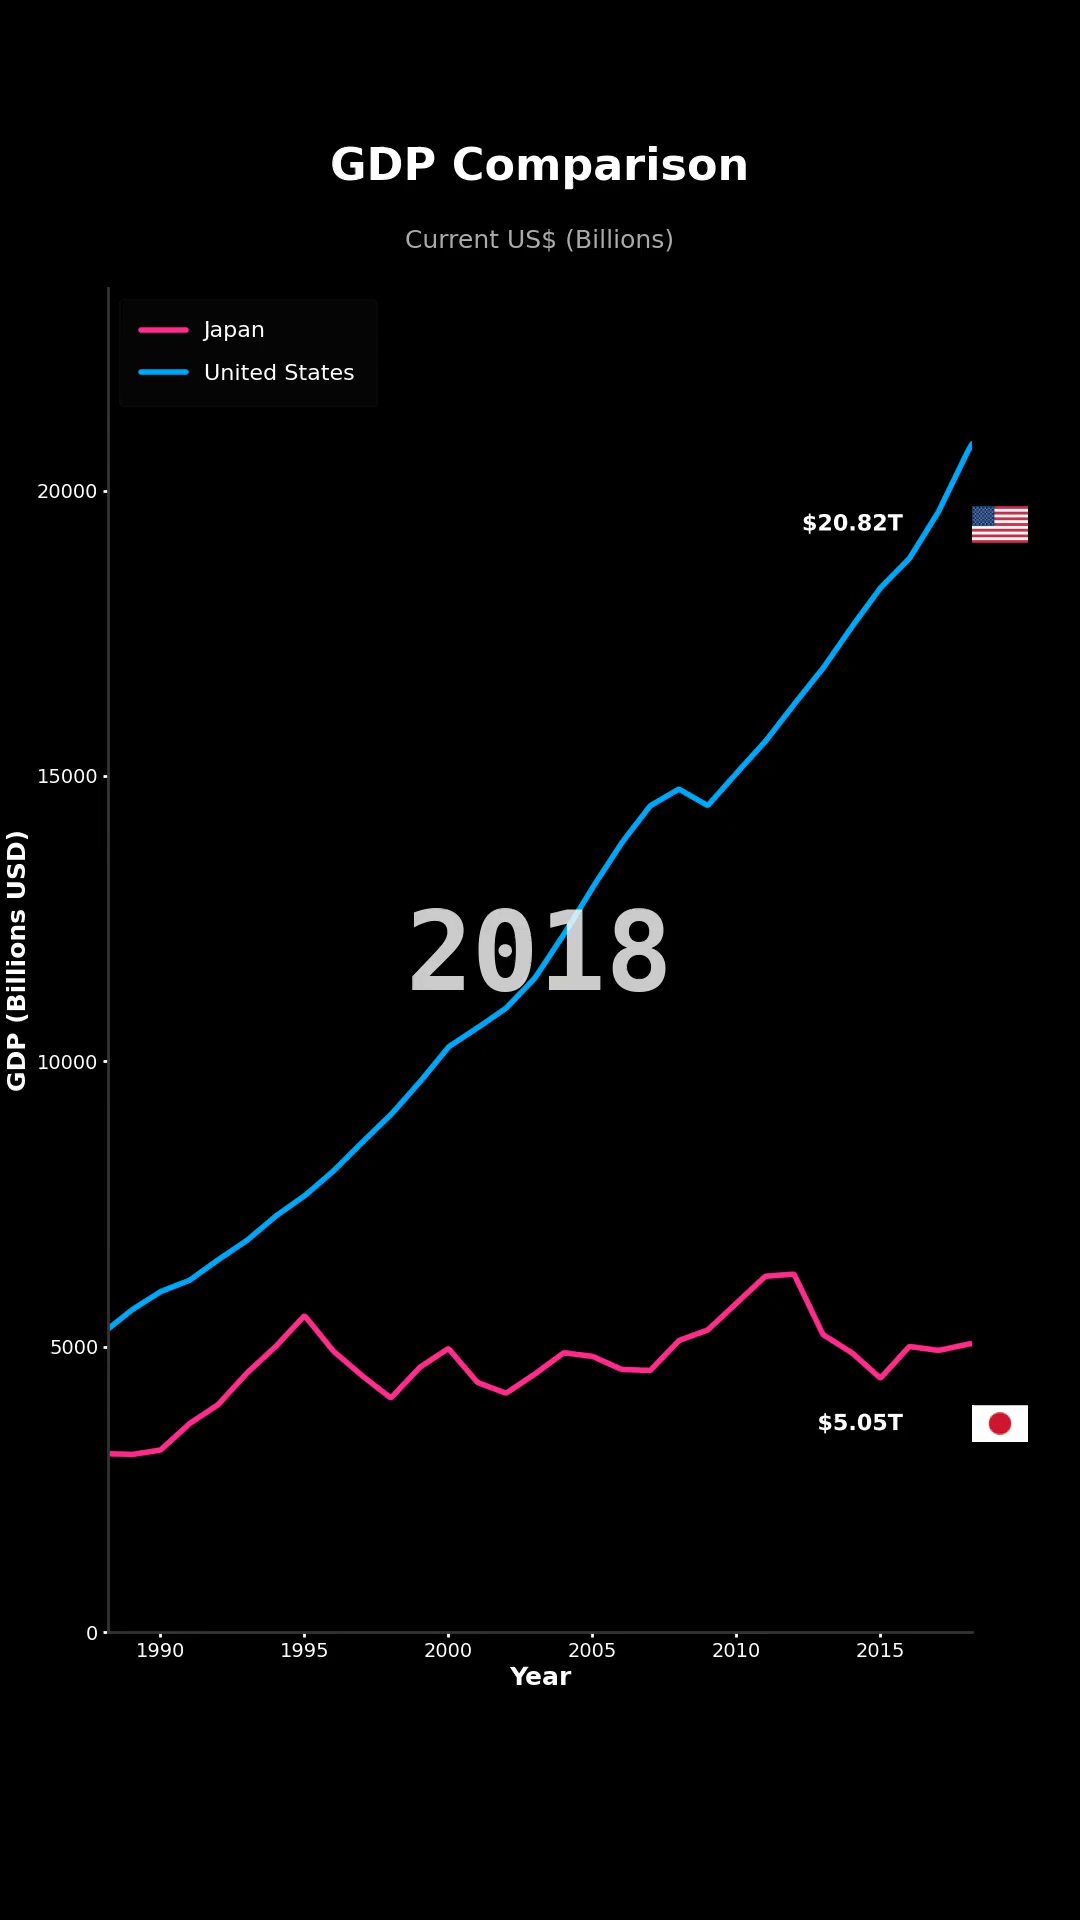 GDP Comparison
Current US$ (Billions)
Japan
United States
20000
$20.82T
15000
2018
GDP (Billions USD)
10000
5000
$5.05T
0
1990 1995 2000 2005 2010 2015
Year